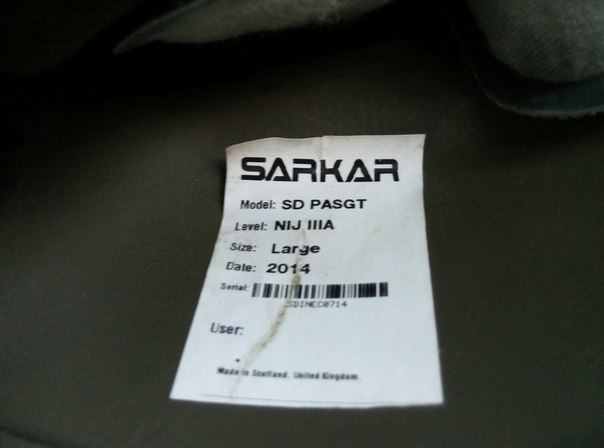 SARKAR
Model: SD PASGT
Level: NIJ IIIA
Size: Large
Date: 2014
Serial:
SDINEC0714
User:
Made in Scotland, United Kingdom